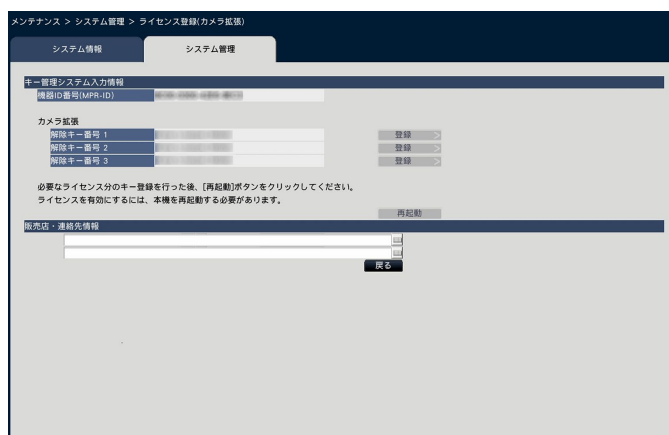 メンテナンス > システム管理 > ライセンス登録(カメラ拡張)
システム情報 システム管理
キー管理システム入力情報
機器ID番号(MPR-ID)
カメラ拡張
解除キー番号 1 登録 >
解除キー番号 2 登録 >
解除キー番号 3 登録 >
必要なライセンス分のキー登録を行った後、[再起動]ボタンをクリックしてください。
ライセンスを有効にするには、本機を再起動する必要があります。
再起動
販売店・連絡先情報
戻る